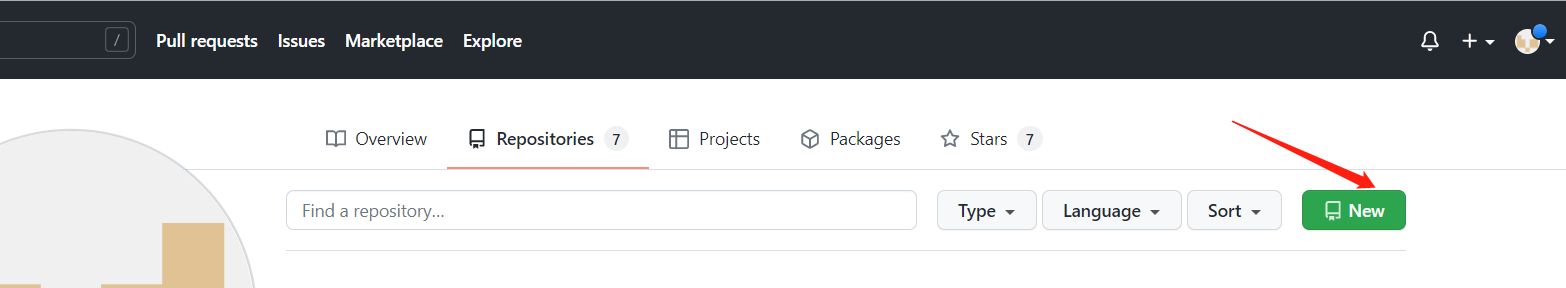 / Pull requests Issues Marketplace Explore
Overview Repositories 7 Projects Packages Stars 7
Find a repository... Type Language Sort New